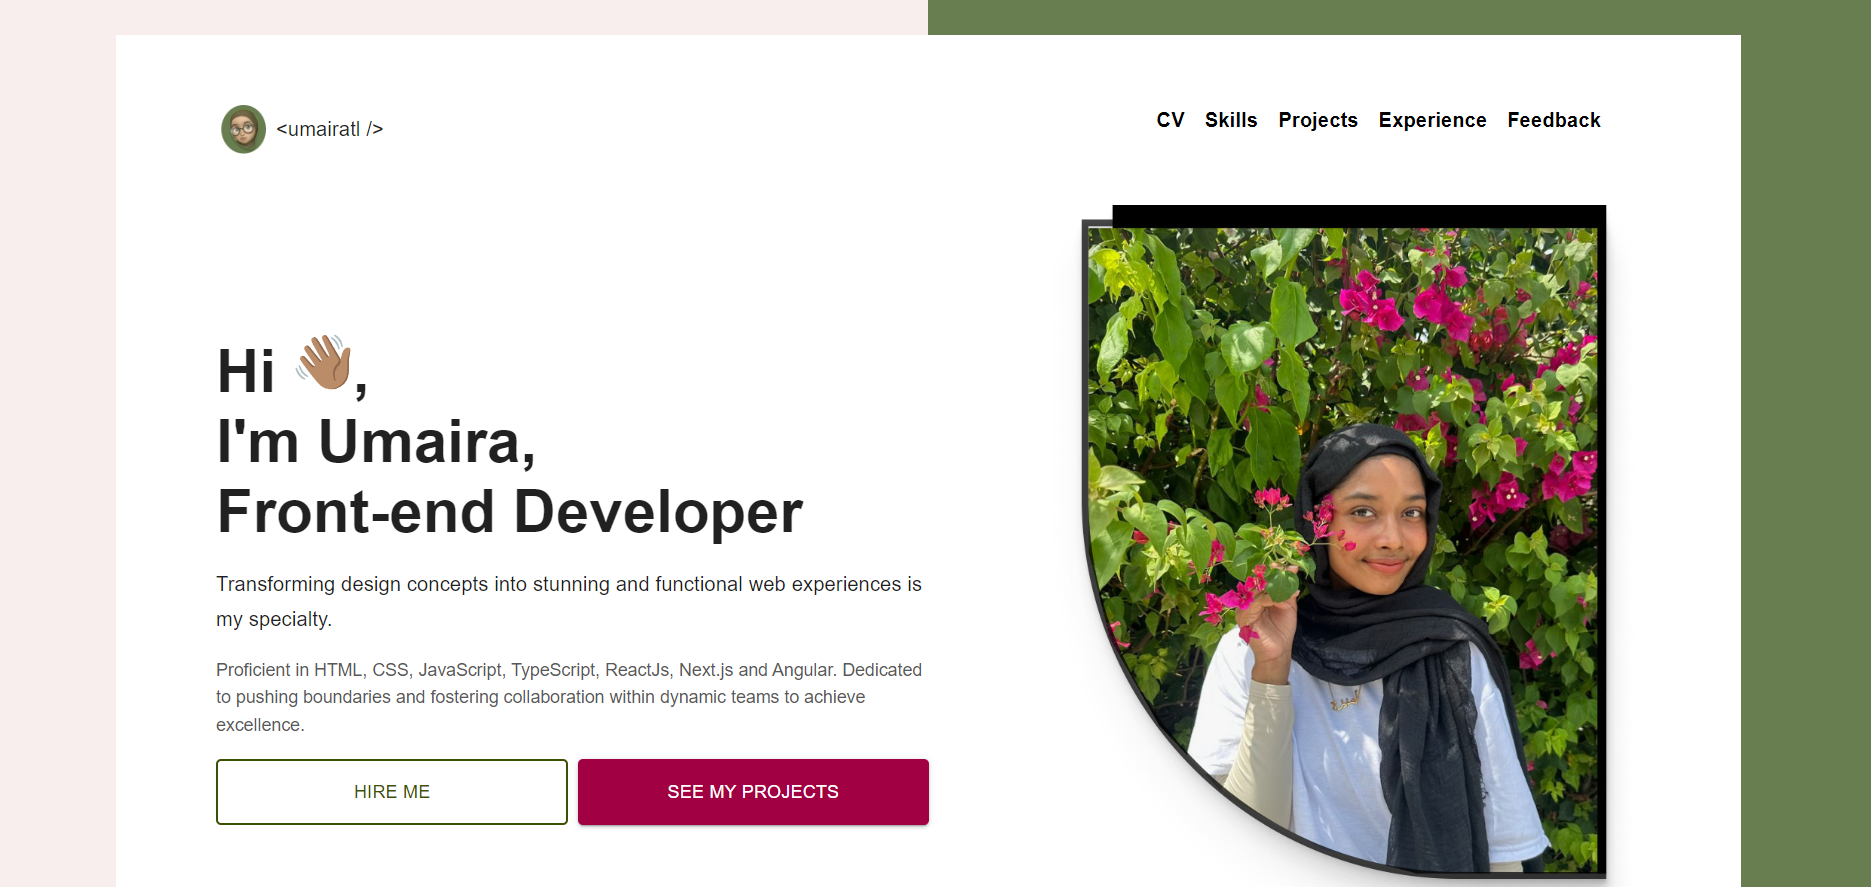 <umairatl />
CV Skills Projects Experience Feedback
Hi 👋🏽,
I'm Umaira,
Front-end Developer
Transforming design concepts into stunning and functional web experiences is
my specialty.
Proficient in HTML, CSS, JavaScript, TypeScript, ReactJs, Next.js and Angular. Dedicated
to pushing boundaries and fostering collaboration within dynamic teams to achieve
excellence.
HIRE ME
SEE MY PROJECTS